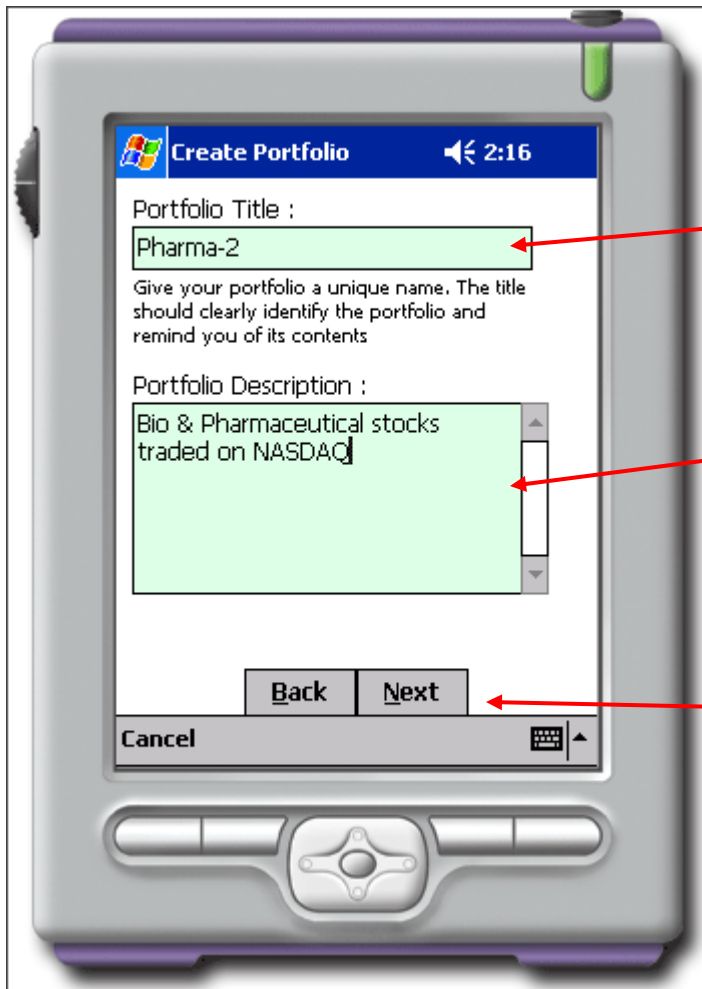 Create Portfolio 2:16
Portfolio Title :
Pharma-2
Give your portfolio a unique name. The title
should clearly identify the portfolio and
remind you of its contents
Portfolio Description :
Bio & Pharmaceutical stocks
traded on NASDAQ
Back Next
Cancel